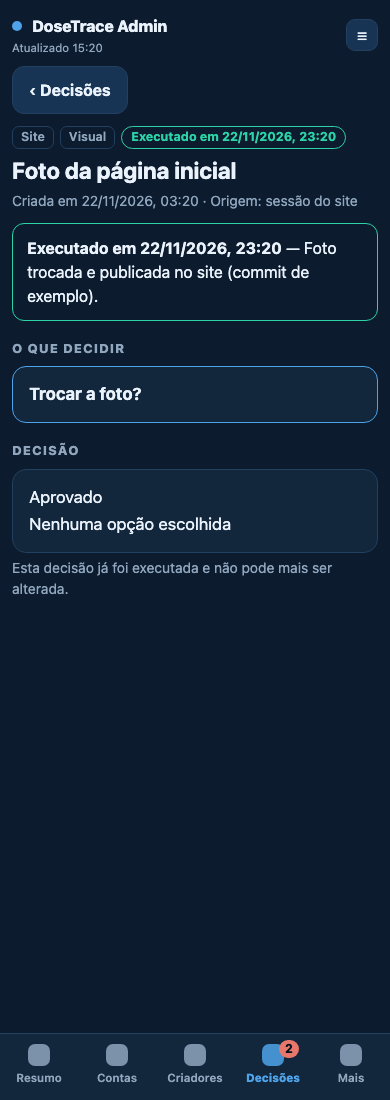 DoseTrace Admin
Atualizado 15:20
≡
‹ Decisões
Site
Visual
Executado em 22/11/2026, 23:20
Foto da página inicial
Criada em 22/11/2026, 03:20 · Origem: sessão do site
Executado em 22/11/2026, 23:20 — Foto
trocada e publicada no site (commit de
exemplo).
O QUE DECIDIR
Trocar a foto?
DECISÃO
Aprovado
Nenhuma opção escolhida
Esta decisão já foi executada e não pode mais ser
alterada.
2
Resumo
Contas
Criadores
Decisões
Mais